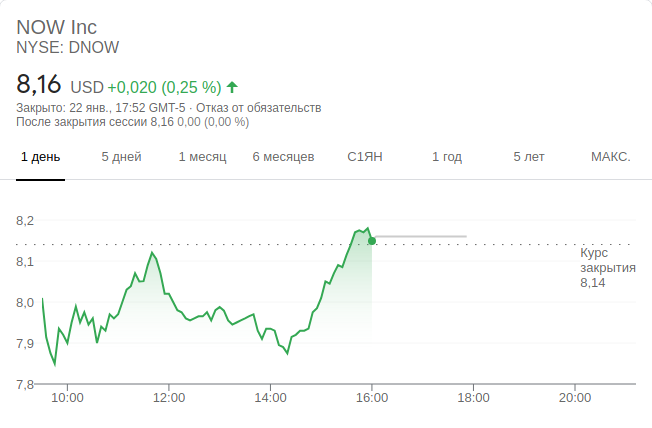 NOW Inc
NYSE: DNOW
8,16 USD +0,020 (0,25 %)
Закрыто: 22 янв., 17:52 GMT-5 · Отказ от обязательств
После закрытия сессии 8,16 0,00 (0,00 %)
1 день 5 дней 1 месяц 6 месяцев С1ЯН 1 год 5 лет МАКС.
8,2
8,1
8,0
7,9
7,8
Курс
закрытия
8,14
10:00 12:00 14:00 16:00 18:00 20:00